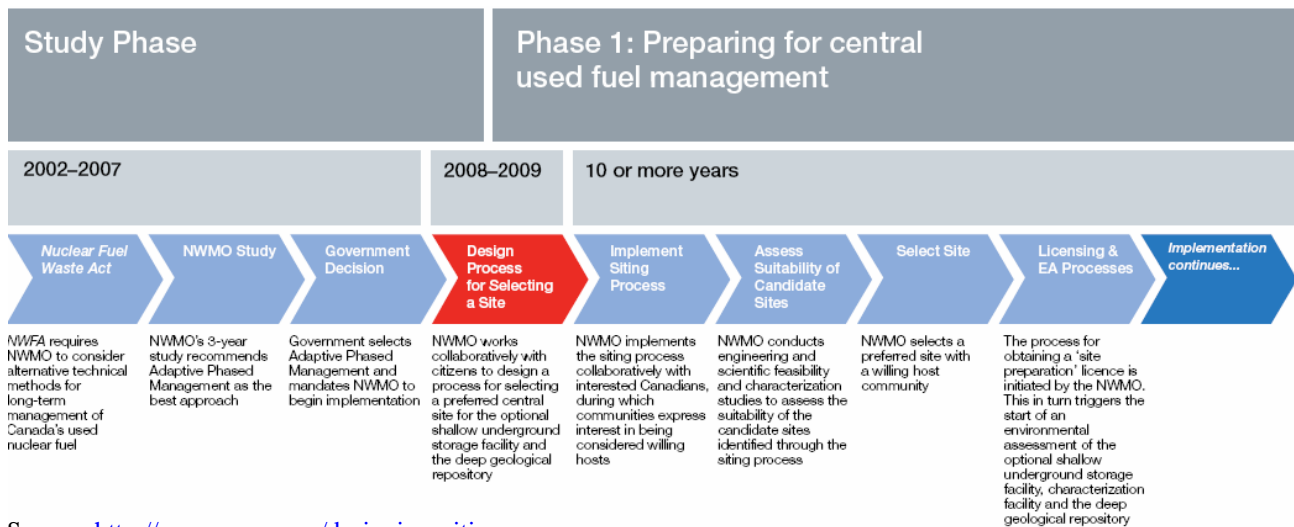 Study Phase
Phase 1: Preparing for central
used fuel management
2002–2007
2008–2009
10 or more years
Nuclear Fuel
Waste Act
NWMO Study
Government
Decision
Design
Process
for Selecting
a Site
Implement
Siting
Process
Assess
Suitability of
Candidate
Sites
Select Site
Licensing &
EA Processes
Implementation
continues...
NWFA requires
NWMO to consider
alternative technical
methods for
long-term
management of
Canada's used
nuclear fuel
NWMO's 3-year
study recommends
Adaptive Phased
Management as the
best approach
Government selects
Adaptive Phased
Management and
mandates NWMO to
begin implementation
NWMO works
collaboratively with
citizens to design a
process for selecting
a preferred central
site for the optional
shallow underground
storage facility and
the deep geological
repository
NWMO implements
the siting process
collaboratively with
interested Canadians,
during which
communities express
interest in being
considered willing
hosts
NWMO conducts
engineering and
scientific feasibility
and characterization
studies to assess the
suitability of the
candidate sites
identified through the
siting process
NWMO selects a
preferred site with
a willing host
community
The process for
obtaining a 'site
preparation' licence is
initiated by the NWMO.
This in turn triggers the
start of an
environmental
assessment of the
optional shallow
underground storage
facility, characterization
facility and the deep
geological repository